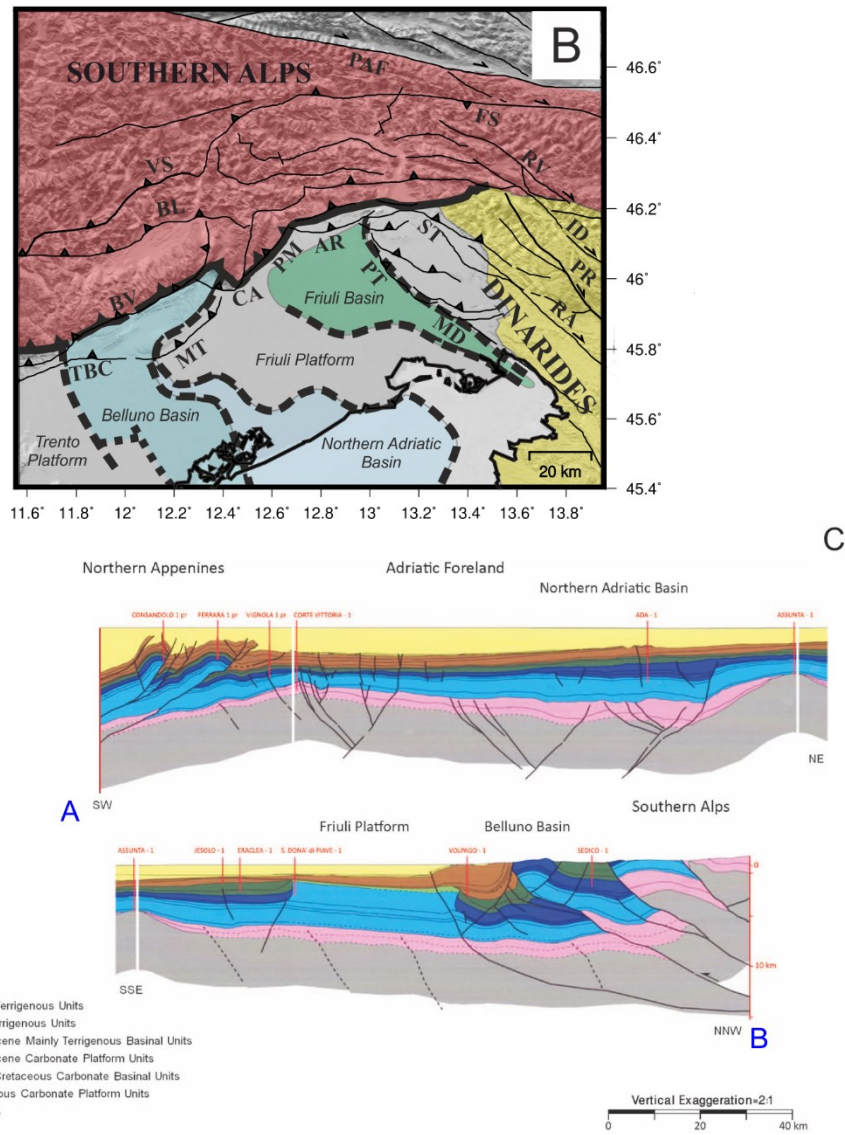 B
SOUTHERN ALPS
PAF
FS
RV
VS
BL
ID
PR
ST
AR
PM
PT
RA
CA
BV
Friuli Basin
MD
DINARIDES
MT
Friuli Platform
TBC
Belluno Basin
Trento
Platform
Northern Adriatic
Basin
20 km
46.6°
46.4°
46.2°
46°
45.8°
45.6°
45.4°
11.6° 11.8° 12° 12.2° 12.4° 12.6° 12.8° 13° 13.2° 13.4° 13.6° 13.8°
C
Northern Appenines
Adriatic Foreland
Northern Adriatic Basin
CONSANDOLO 1 pr FERRARA 1 pr VIGNOLA 1 pr CORTE VITTORIA - 1 ADA - 1 ASSUNTA - 1
SW
NE
A
Southern Alps
Friuli Platform Belluno Basin
ASSUNTA - 1 JESOLO - 1 ERACLEA - 1 S. DONA' di PIAVE - 1 VOLPAGO - 1 SEDICO - 1
0
10 km
SSE
NNW
B
Terrigenous Units
rrigenous Units
cene Mainly Terrigenous Basinal Units
cene Carbonate Platform Units
Cretaceous Carbonate Basinal Units
ous Carbonate Platform Units
Vertical Exaggeration=2:1
0 20 40 km